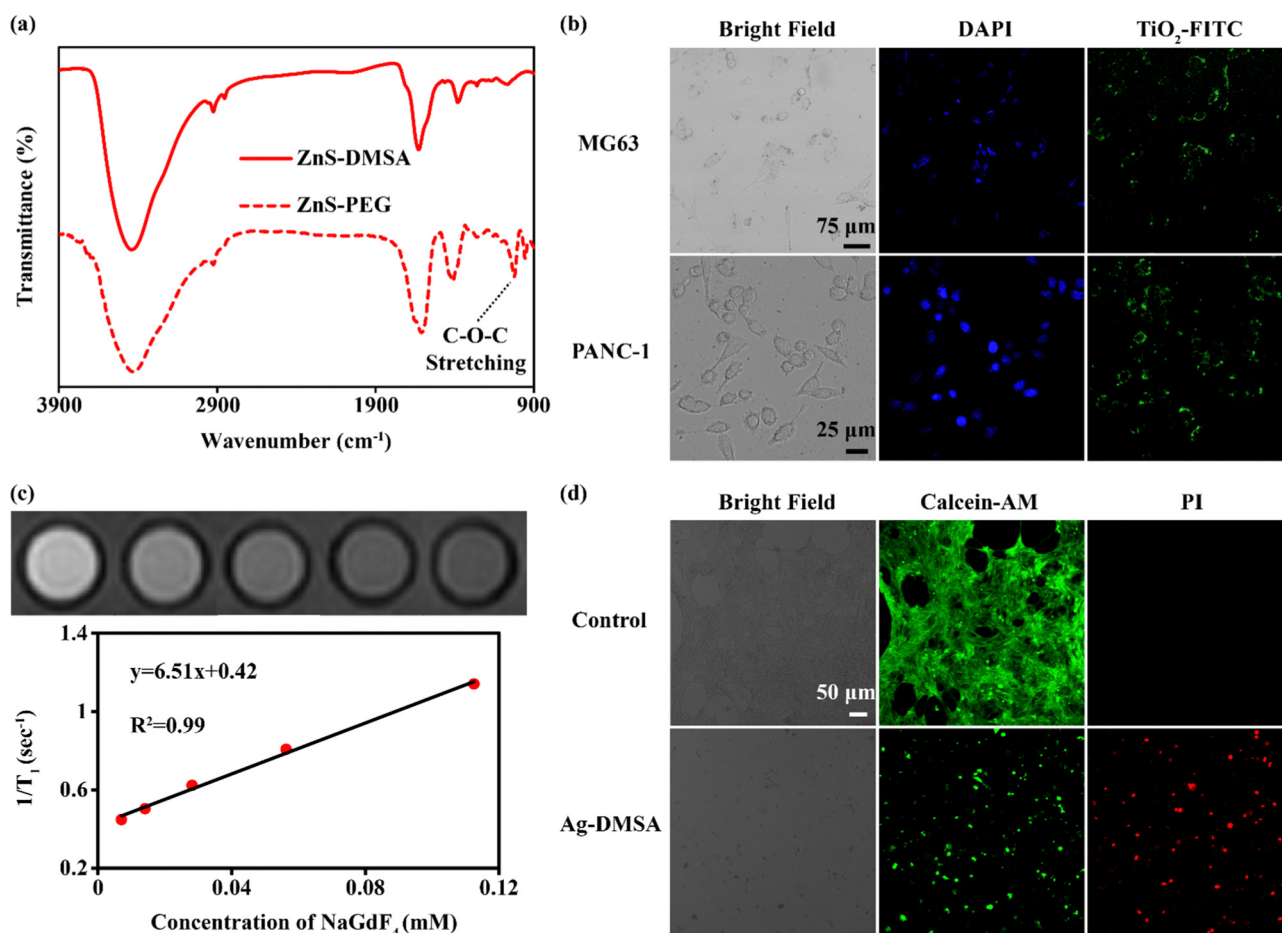 (a)
Transmittance (%)
ZnS-DMSA
ZnS-PEG
C-O-C
Stretching
3900 2900 1900 900
Wavenumber (cm⁻¹)
(b)
Bright Field DAPI TiO₂-FITC
MG63
75 µm
PANC-1
25 µm
(c)
1/T₁ (sec⁻¹)
1.4
1
0.6
0.2
y=6.51x+0.42
R²=0.99
0 0.04 0.08 0.12
Concentration of NaGdF₄ (mM)
(d)
Bright Field Calcein-AM PI
Control
50 µm
Ag-DMSA